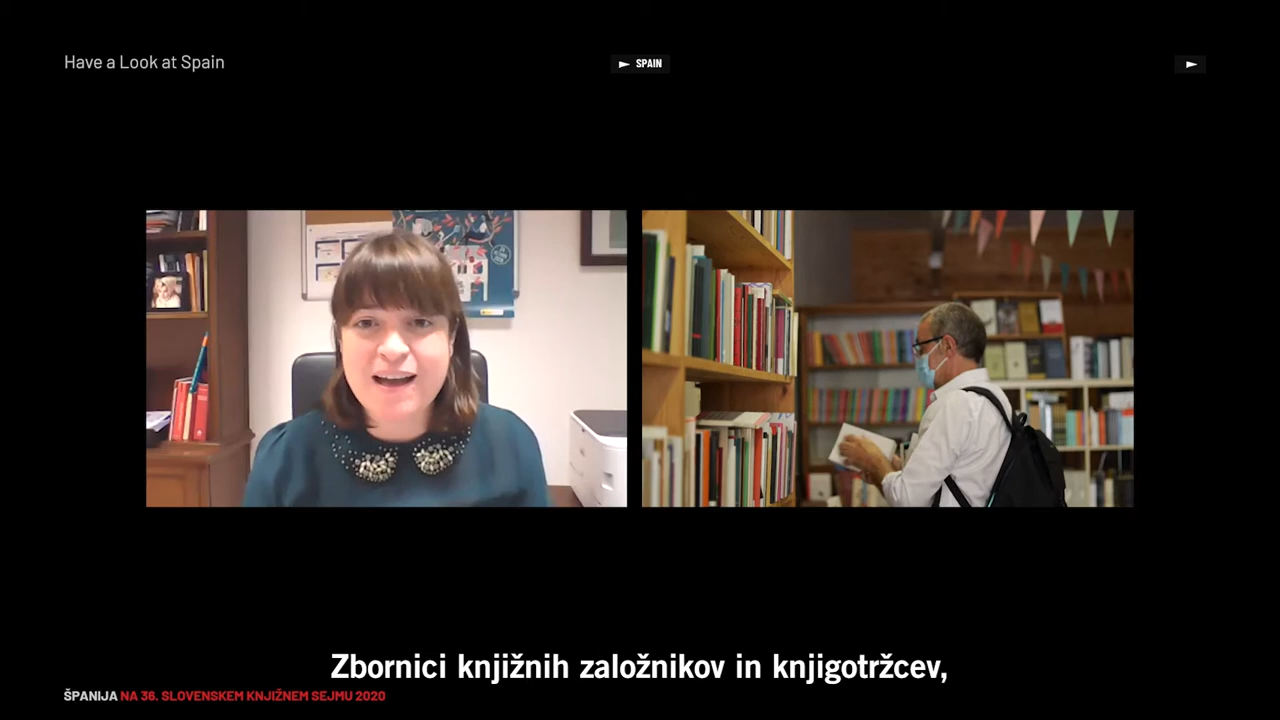 Have a Look at Spain
SPAIN
Zbornici knjižnih založnikov in knjigotržcev,
ŠPANIJA NA 36. SLOVENSKEM KNJIŽNEM SEJMU 2020